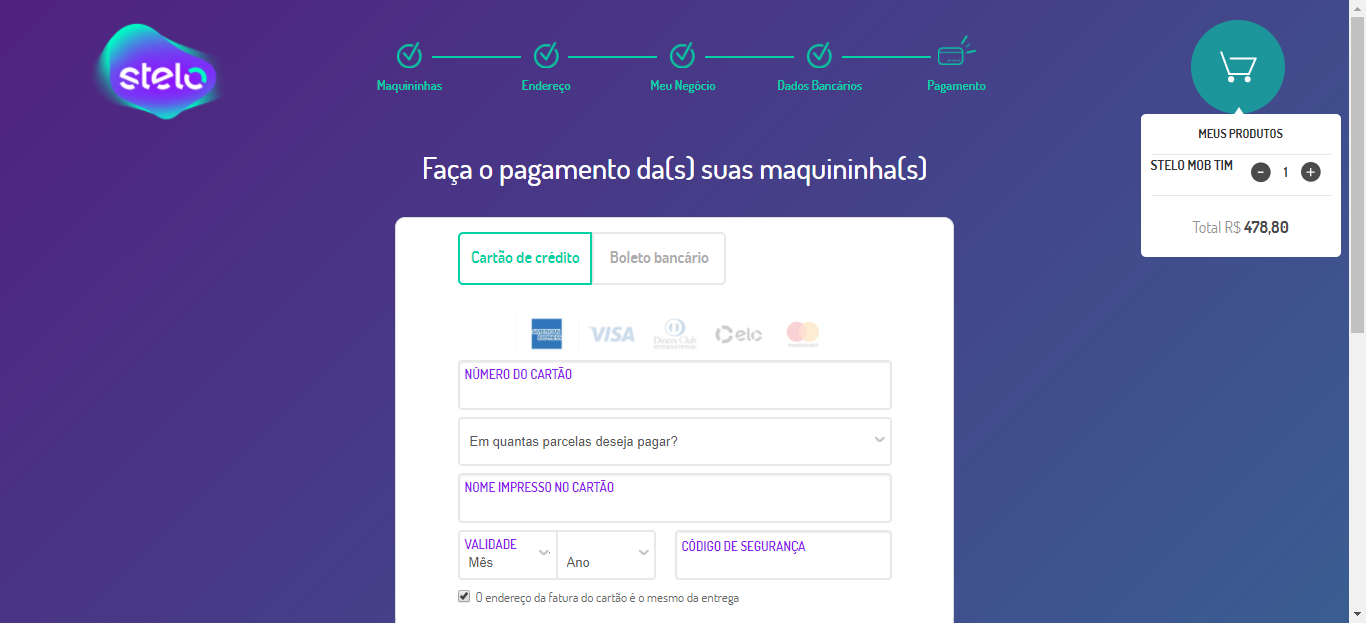 stelo
Maquininhas
Endereço
Meu Negócio
Dados Bancários
Pagamento
MEUS PRODUTOS
STELO MOB TIM
- 1 +
Total R$ 478,80
Faça o pagamento da(s) suas maquininha(s)
Cartão de crédito
Boleto bancário
AMERICAN EXPRESS
VISA
Diners Club
INTERNATIONAL
elo
mastercard
NÚMERO DO CARTÃO
Em quantas parcelas deseja pagar?
NOME IMPRESSO NO CARTÃO
VALIDADE
Mês
Ano
CÓDIGO DE SEGURANÇA
O endereço da fatura do cartão é o mesmo da entrega